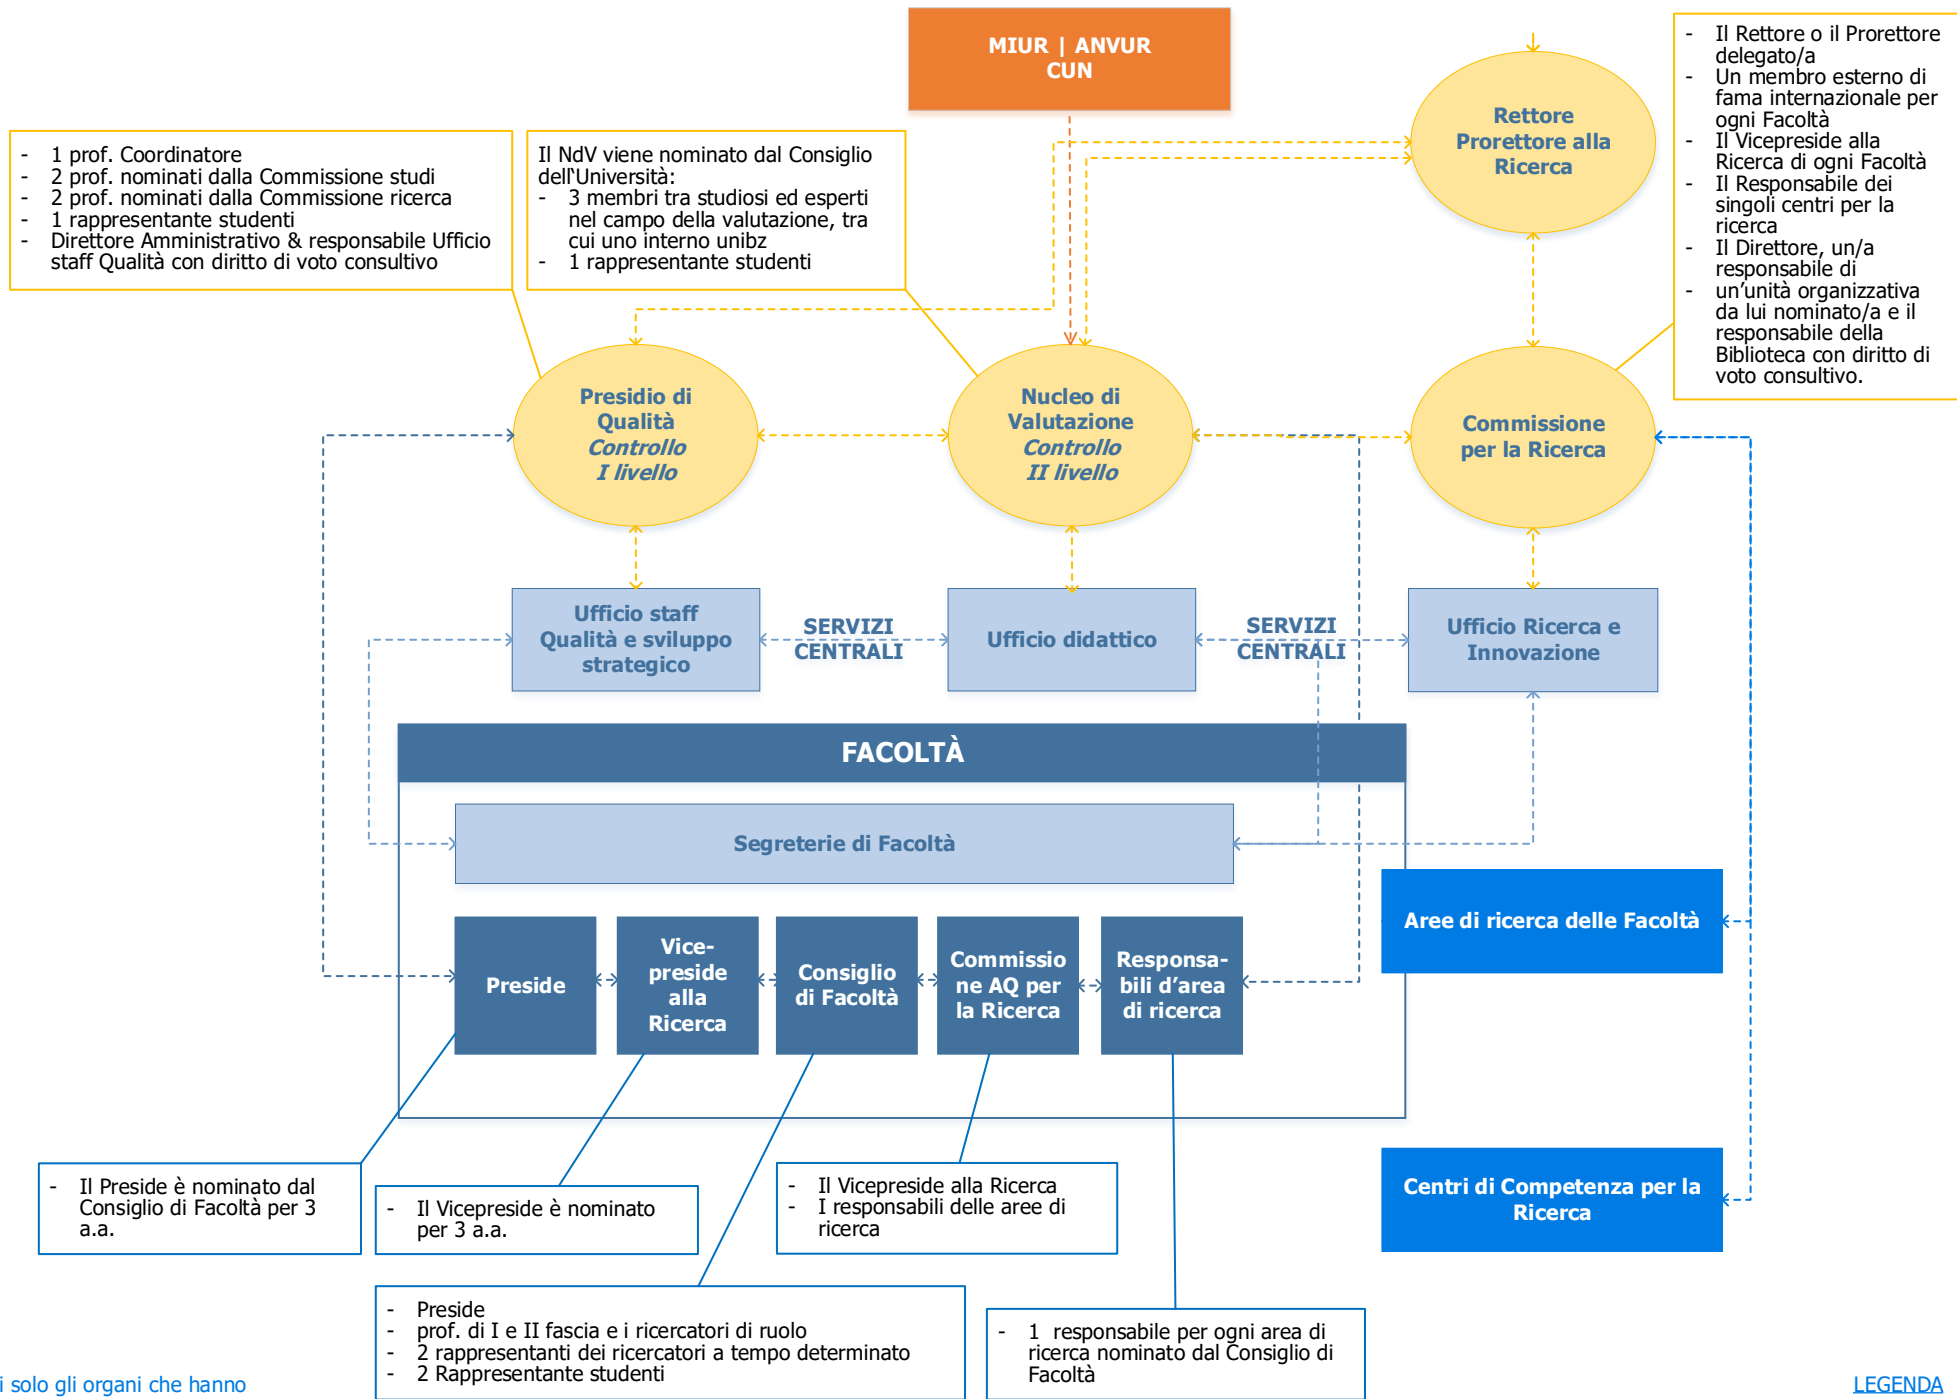 MIUR | ANVUR
CUN
Rettore
Prorettore alla
Ricerca
- Il Rettore o il Prorettore
delegato/a
- Un membro esterno di
fama internazionale per
ogni Facoltà
- Il Vicepreside alla
Ricerca di ogni Facoltà
- Il Responsabile dei
singoli centri per la
ricerca
- Il Direttore, un/a
responsabile di
- un'unità organizzativa
da lui nominato/a e il
responsabile della
Biblioteca con diritto di
voto consultivo.
- 1 prof. Coordinatore
- 2 prof. nominati dalla Commissione studi
- 2 prof. nominati dalla Commissione ricerca
- 1 rappresentante studenti
- Direttore Amministrativo & responsabile Ufficio
staff Qualità con diritto di voto consultivo
Il NdV viene nominato dal Consiglio
dell'Università:
- 3 membri tra studiosi ed esperti
nel campo della valutazione, tra
cui uno interno unibz
- 1 rappresentante studenti
Presidio di
Qualità
Controllo
I livello
Nucleo di
Valutazione
Controllo
II livello
Commissione
per la Ricerca
Ufficio staff
Qualità e sviluppo
strategico
SERVIZI
CENTRALI
Ufficio didattico
SERVIZI
CENTRALI
Ufficio Ricerca e
Innovazione
FACOLTÀ
Segreterie di Facoltà
Preside
Vice-
preside
alla
Ricerca
Consiglio
di Facoltà
Commissio
ne AQ per
la Ricerca
Responsa-
bili d'area
di ricerca
Aree di ricerca delle Facoltà
Centri di Competenza per la
Ricerca
- Il Preside è nominato dal
Consiglio di Facoltà per 3
a.a.
- Il Vicepreside è nominato
per 3 a.a.
- Il Vicepreside alla Ricerca
- I responsabili delle aree di
ricerca
- Preside
- prof. di I e II fascia e i ricercatori di ruolo
- 2 rappresentanti dei ricercatori a tempo determinato
- 2 Rappresentante studenti
- 1 responsabile per ogni area di
ricerca nominato dal Consiglio di
Facoltà
i solo gli organi che hanno
LEGENDA